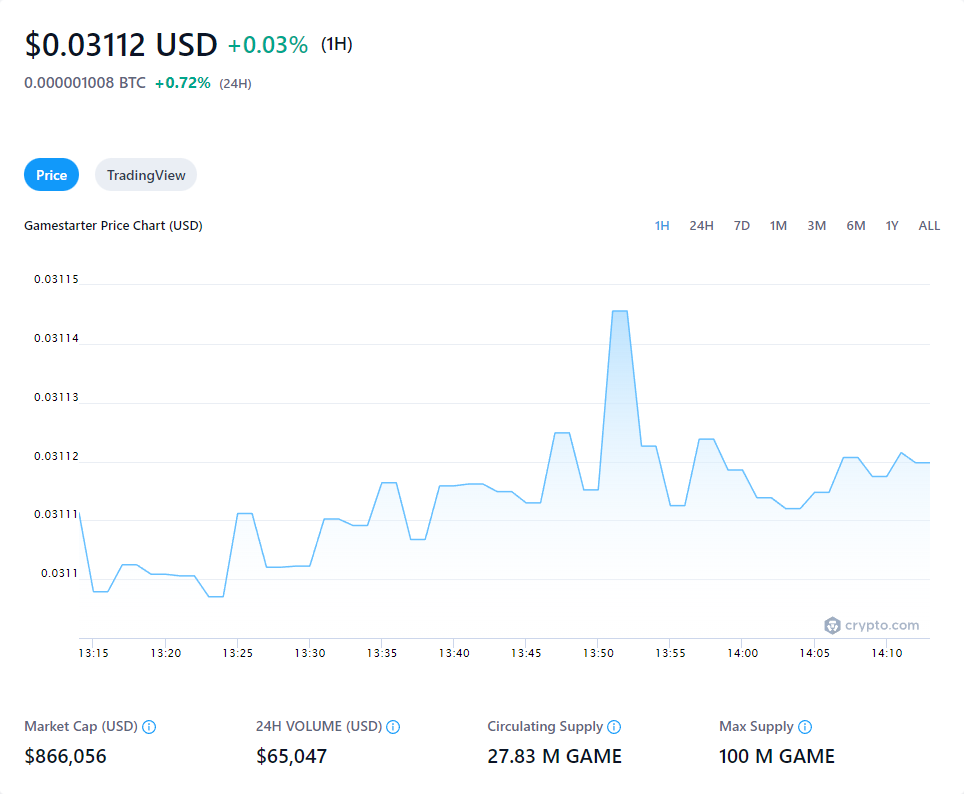 $0.03112 USD +0.03% (1H)
0.000001008 BTC +0.72% (24H)
Price TradingView
Gamestarter Price Chart (USD) 1H 24H 7D 1M 3M 6M 1Y ALL
0.03115
0.03114
0.03113
0.03112
0.03111
0.0311
crypto.com
13:15 13:20 13:25 13:30 13:35 13:40 13:45 13:50 13:55 14:00 14:05 14:10
Market Cap (USD) 24H VOLUME (USD) Circulating Supply Max Supply
$866,056 $65,047 27.83 M GAME 100 M GAME